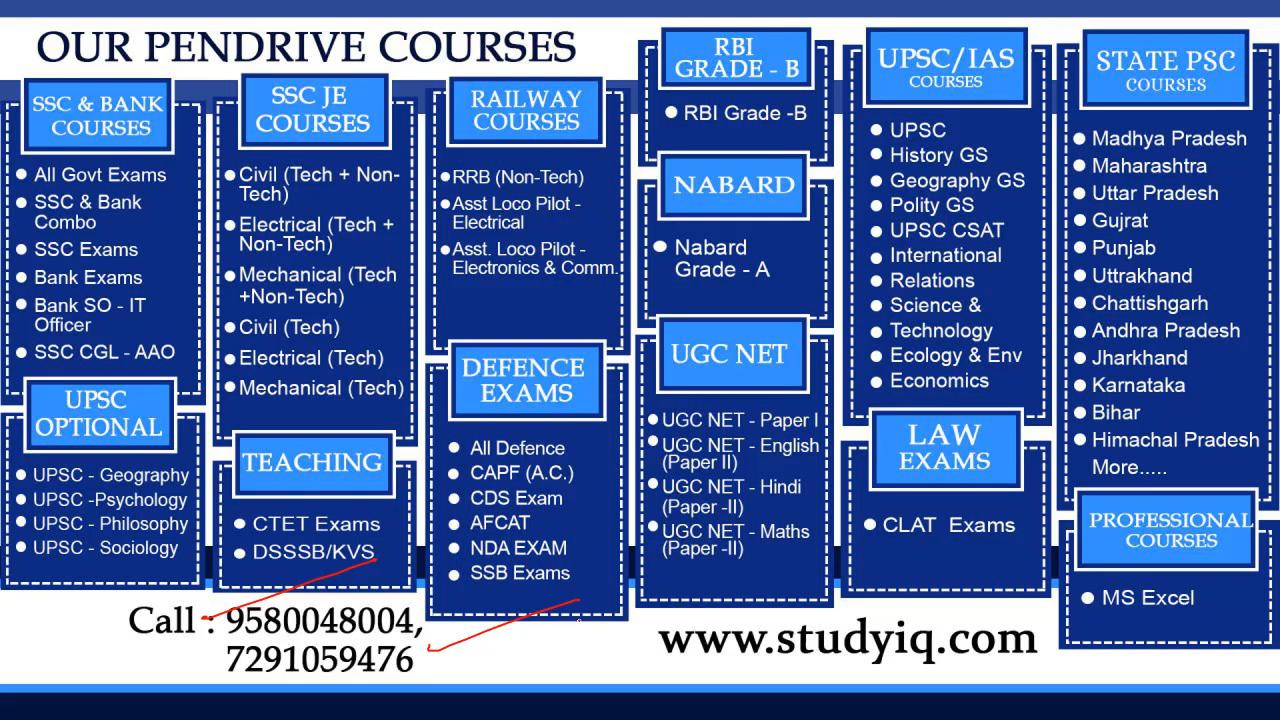 OUR PENDRIVE COURSES
SSC & BANK
COURSES
All Govt Exams
SSC & Bank
Combo
SSC Exams
Bank Exams
Bank SO - IT
Officer
SSC CGL - AAO
UPSC
OPTIONAL
UPSC - Geography
UPSC -Psychology
UPSC - Philosophy
UPSC - Sociology
SSC JE
COURSES
Civil (Tech + Non-
Tech)
Electrical (Tech +
Non-Tech)
Mechanical (Tech
+Non-Tech)
Civil (Tech)
Electrical (Tech)
Mechanical (Tech)
TEACHING
CTET Exams
DSSSB/KVS
RAILWAY
COURSES
RRB (Non-Tech)
Asst Loco Pilot -
Electrical
Asst. Loco Pilot -
Electronics & Comm.
DEFENCE
EXAMS
All Defence
CAPF (A.C.)
CDS Exam
AFCAT
NDA EXAM
SSB Exams
RBI
GRADE - B
RBI Grade -B
NABARD
Nabard
Grade - A
UGC NET
UGC NET - Paper I
UGC NET - English
(Paper II)
UGC NET - Hindi
(Paper -II)
UGC NET - Maths
(Paper -II)
UPSC/IAS
COURSES
UPSC
History GS
Geography GS
Polity GS
UPSC CSAT
International
Relations
Science &
Technology
Ecology & Env
Economics
LAW
EXAMS
CLAT Exams
STATE PSC
COURSES
Madhya Pradesh
Maharashtra
Uttar Pradesh
Gujrat
Punjab
Uttrakhand
Chattishgarh
Andhra Pradesh
Jharkhand
Karnataka
Bihar
Himachal Pradesh
More.....
PROFESSIONAL
COURSES
MS Excel
Call : 9580048004,
7291059476
www.studyiq.com